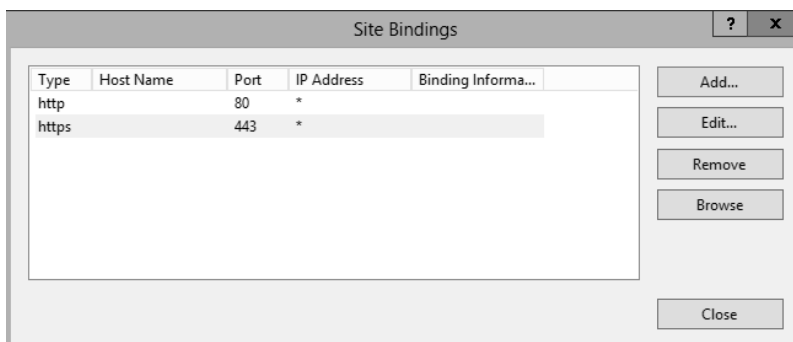 Site Bindings
? x
Type Host Name Port IP Address Binding Informa...
http 80 *
https 443 *
Add...
Edit...
Remove
Browse
Close